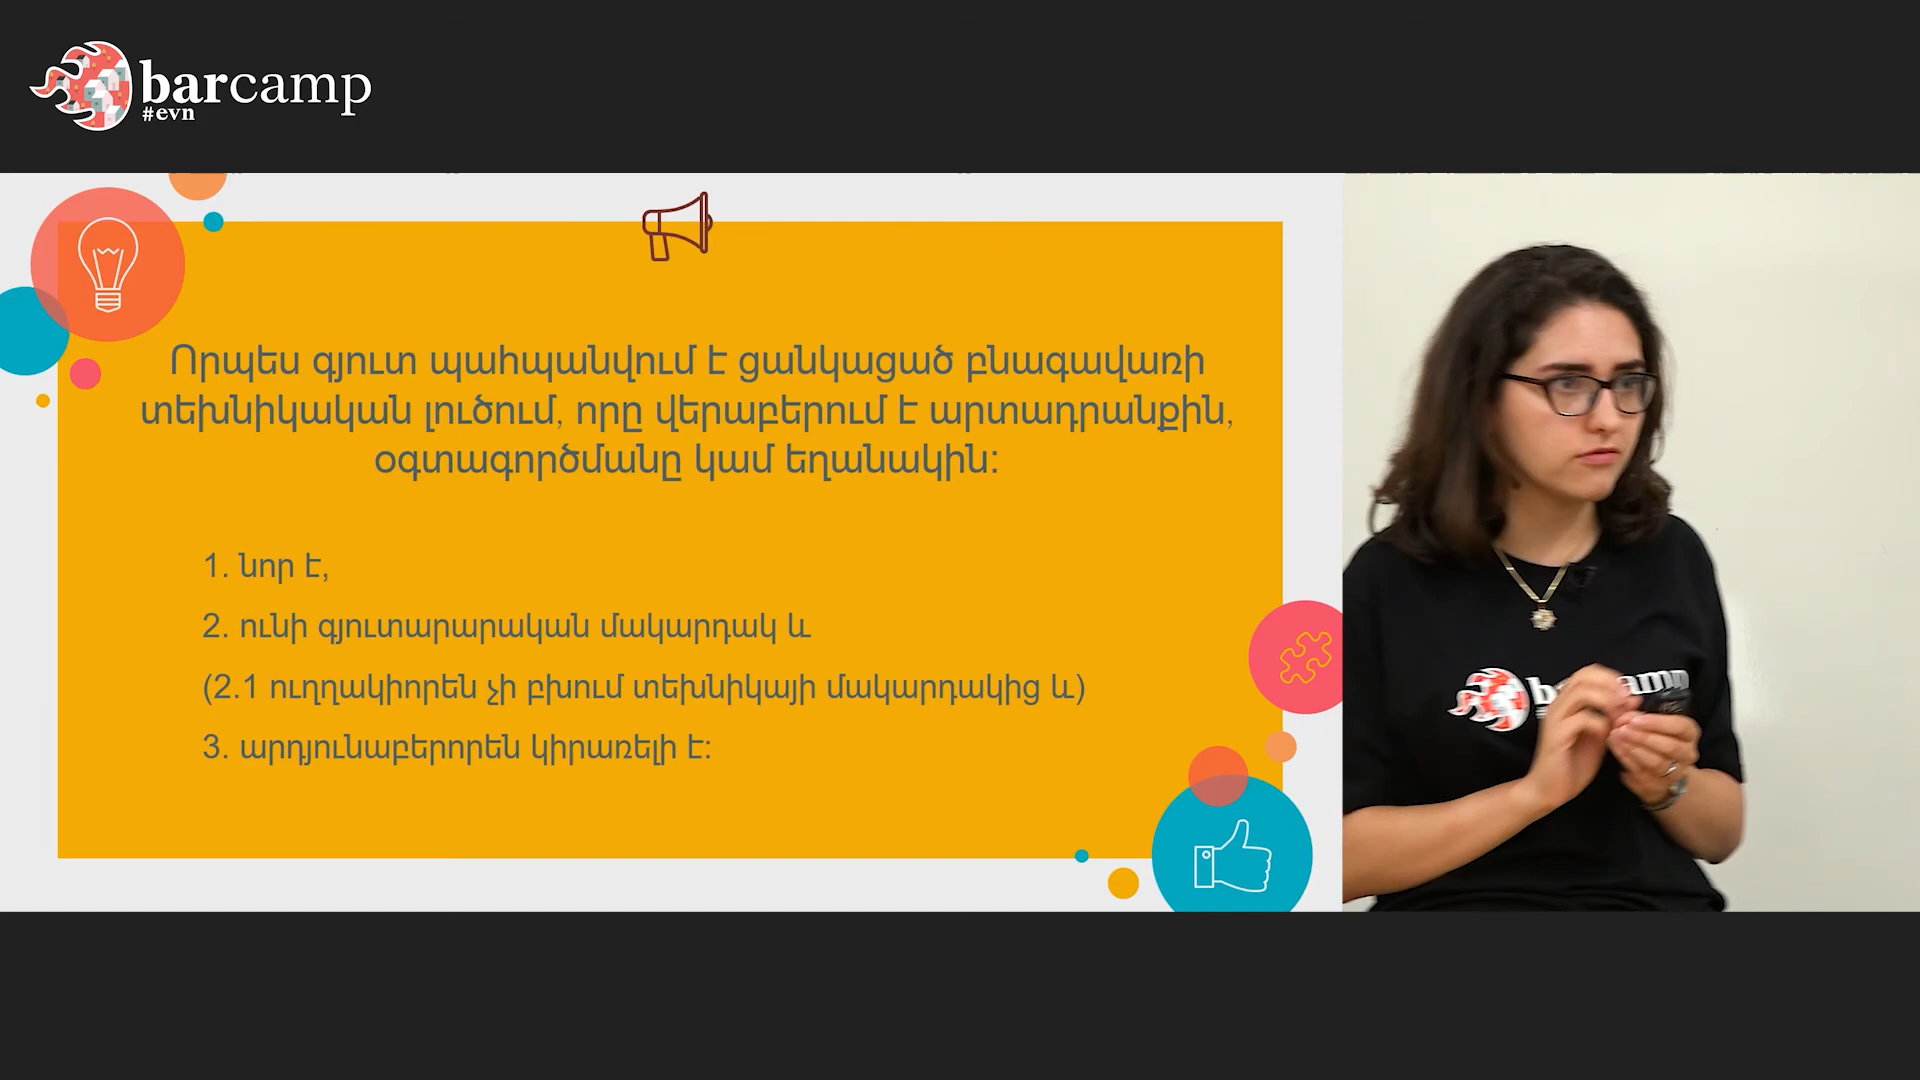 barcamp
#evn
Որպես գյուտ պահպանվում է ցանկացած բնագավառի
տեխնիկական լուծում, որը վերաբերում է արտադրանքին,
օգտագործմանը կամ եղանակին:
1. նոր է,
2. ունի գյուտարարական մակարդակ և
(2.1 ուղղակիորեն չի բխում տեխնիկայի մակարդակից և)
3. արդյունաբերորեն կիրառելի է: